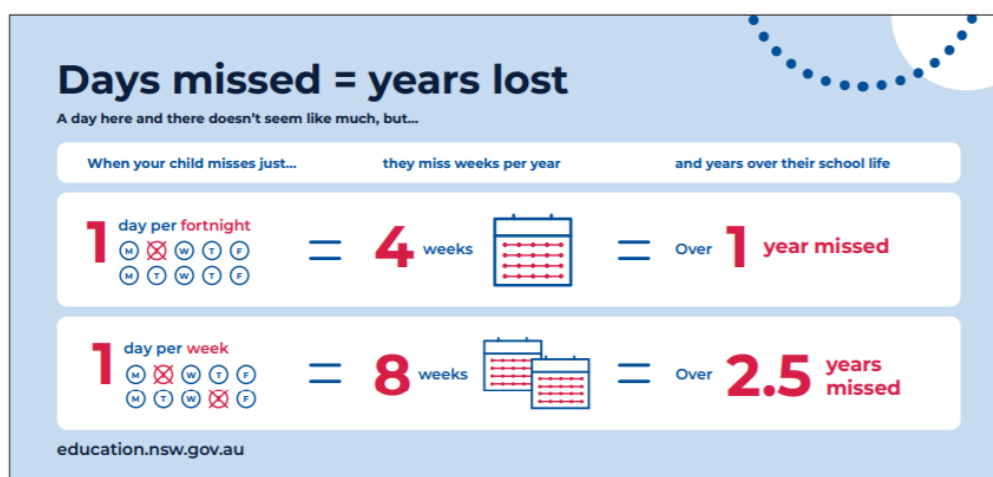 Days missed = years lost
A day here and there doesn't seem like much, but...
When your child misses just... they miss weeks per year and years over their school life
1 day per fortnight = 4 weeks = Over 1 year missed
M T W T F
M T W T F
1 day per week = 8 weeks = Over 2.5 years missed
M W T F
M T W F
education.nsw.gov.au